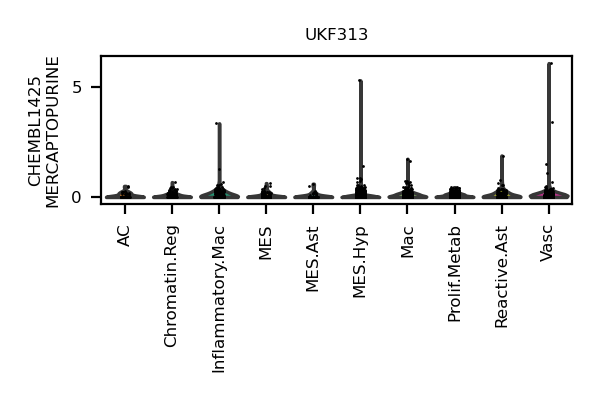 UKF313
CHEMBL1425
MERCAPTOPURINE
5
0
AC
Chromatin.Reg
Inflammatory.Mac
MES
MES.Ast
MES.Hyp
Mac
Prolif.Metab
Reactive.Ast
Vasc